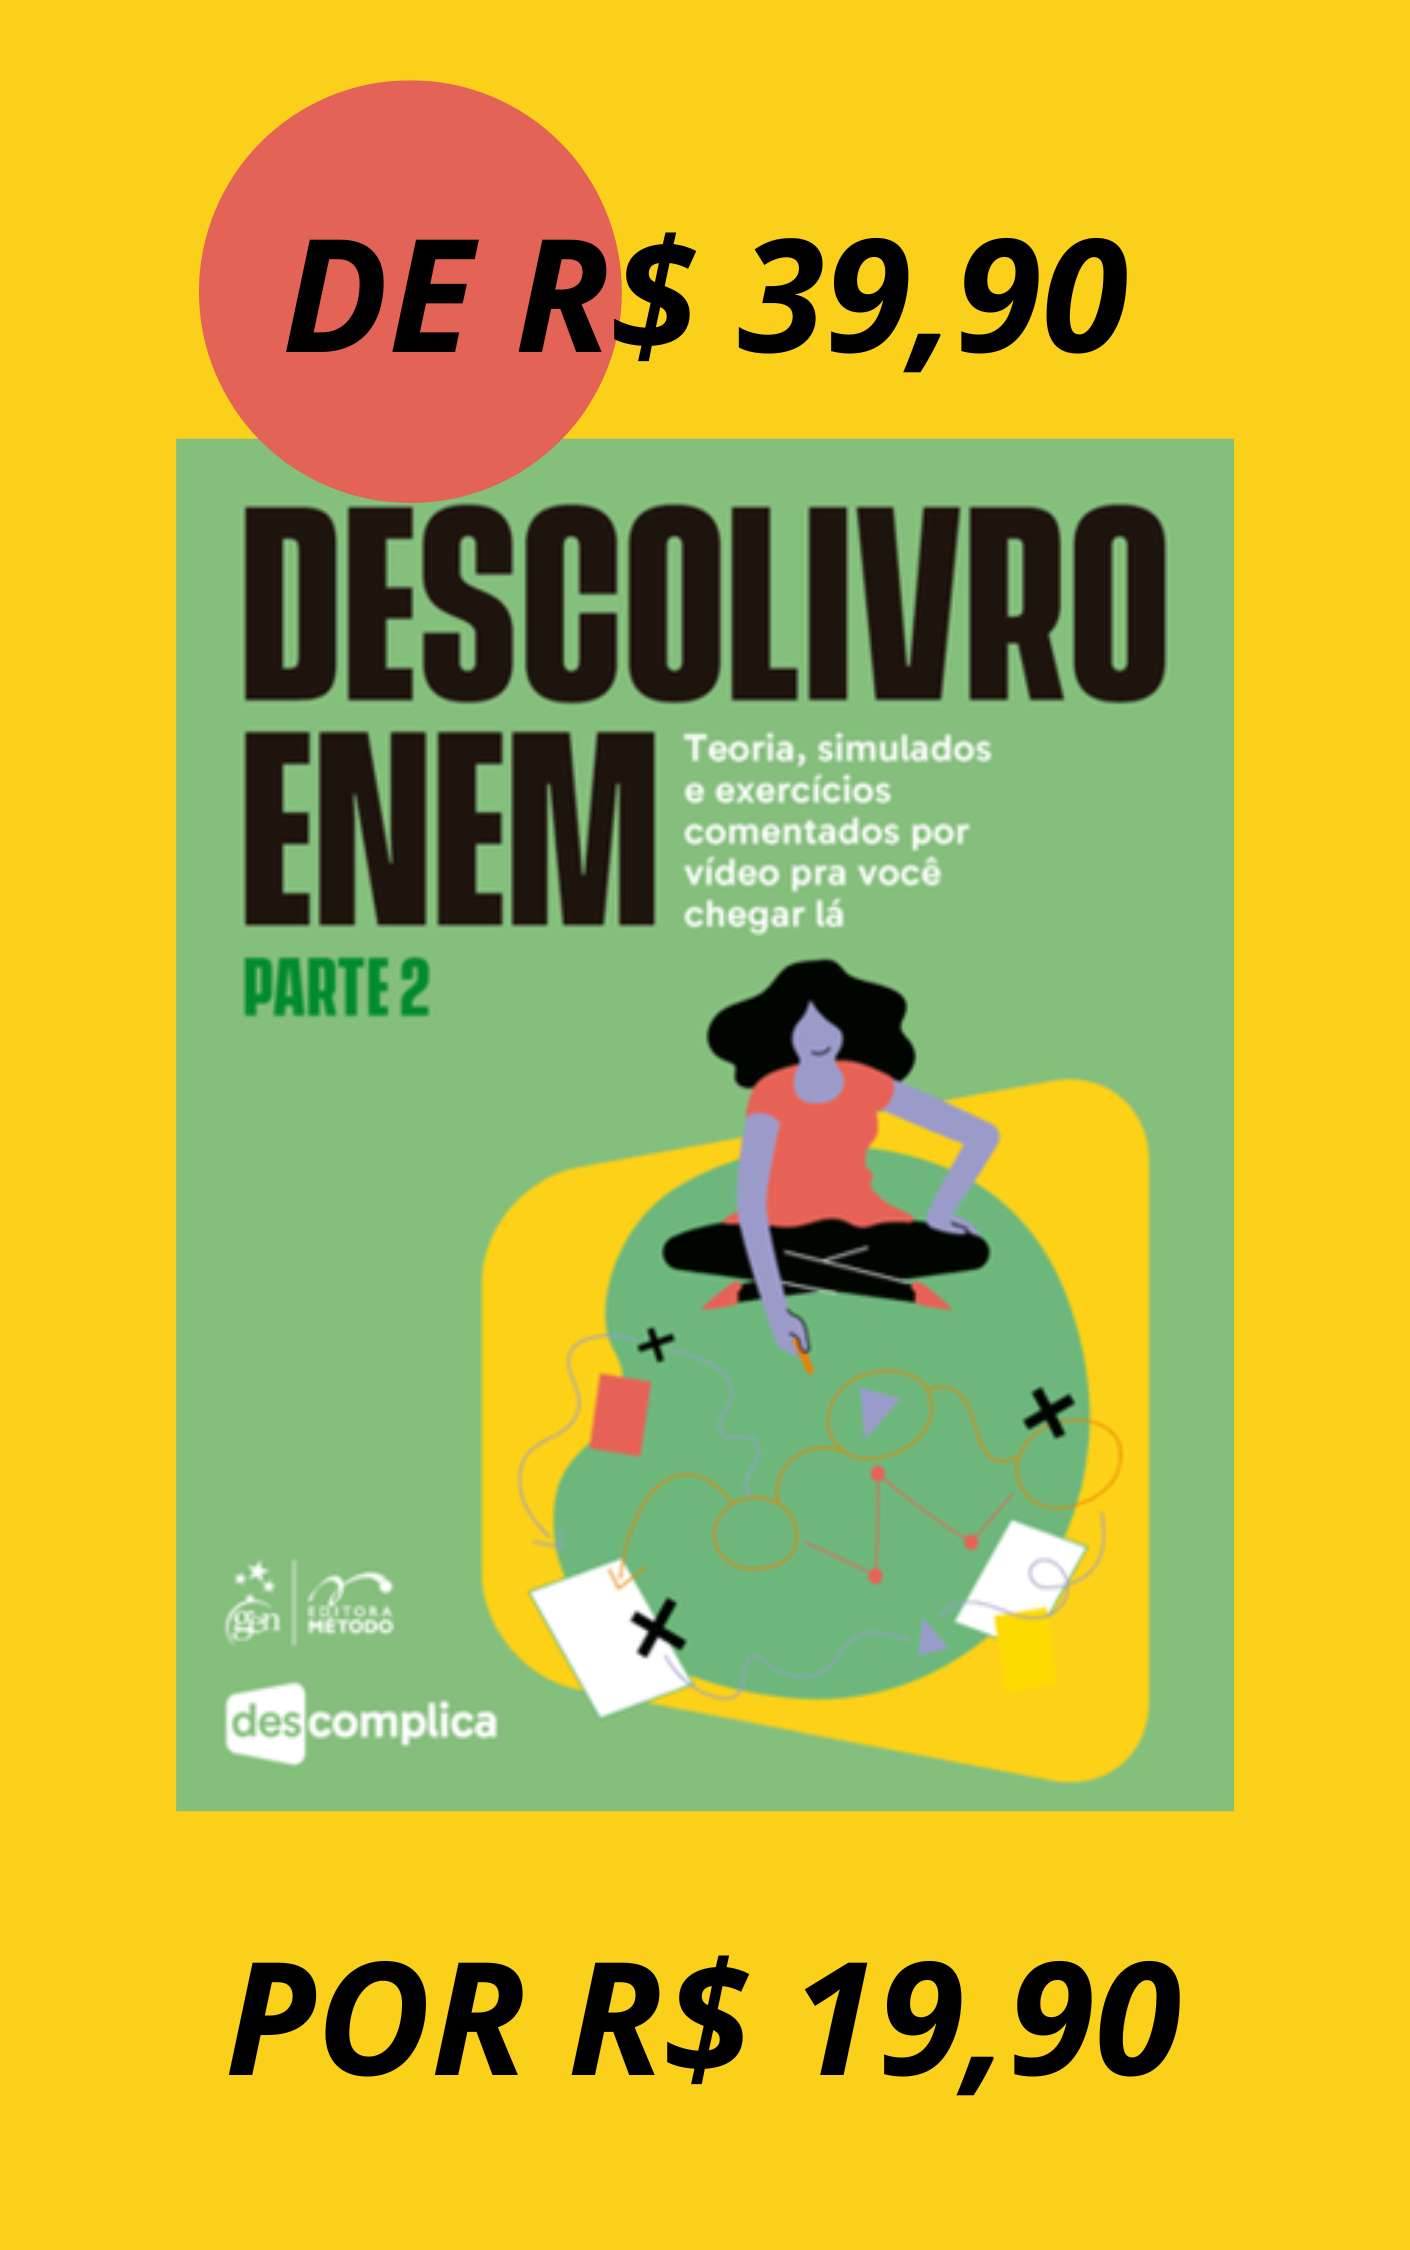 DE R$ 39,90
DESCOLIVRO
ENEM
Teoria, simulados
e exercícios
comentados por
vídeo pra você
chegar lá
PARTE 2
gen
EDITORA
MÉTODO
descomplica
POR R$ 19,90